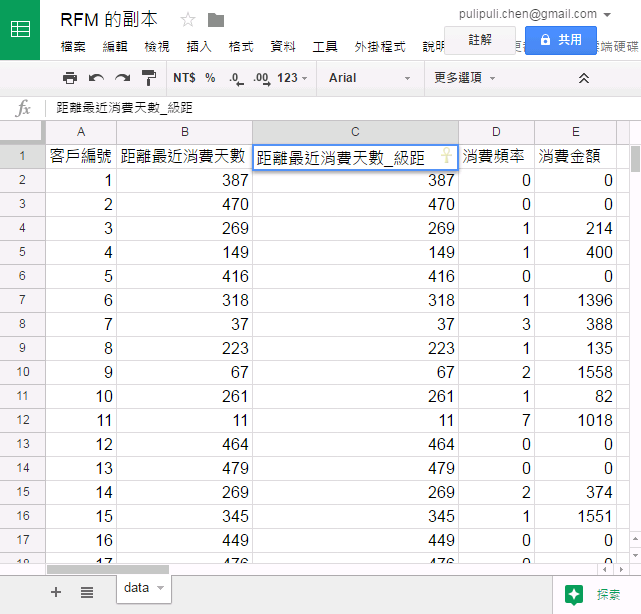 RFM 的副本
pulipuli.chen@gmail.com
檔案 編輯 檢視 插入 格式 資料 工具 外掛程式 說明
註解 共用 雲端硬碟
NT$ % .0 .00 123 Arial 更多選項
fx 距離最近消費天數_級距
A B C D E
1 客戶編號 距離最近消費天數 距離最近消費天數_級距 消費頻率 消費金額
2 1 387 387 0 0
3 2 470 470 0 0
4 3 269 269 1 214
5 4 149 149 1 400
6 5 416 416 0 0
7 6 318 318 1 1396
8 7 37 37 3 388
9 8 223 223 1 135
10 9 67 67 2 1558
11 10 261 261 1 82
12 11 11 11 7 1018
13 12 464 464 0 0
14 13 479 479 0 0
15 14 269 269 2 374
16 15 345 345 1 1551
17 16 449 449 0 0
18 17 476 476 0 0
data
探索